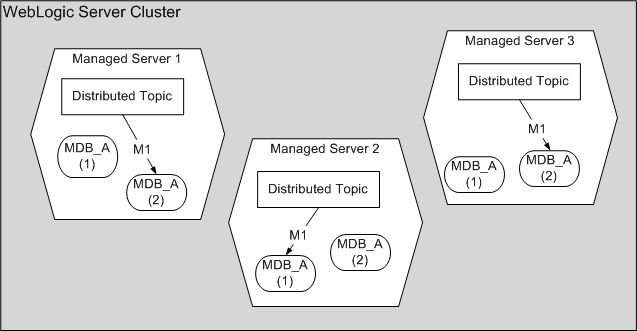 WebLogic Server Cluster
Managed Server 1
Distributed Topic
M1
MDB_A
(1)
MDB_A
(2)
Managed Server 2
Distributed Topic
M1
MDB_A
(1)
MDB_A
(2)
Managed Server 3
Distributed Topic
M1
MDB_A
(1)
MDB_A
(2)